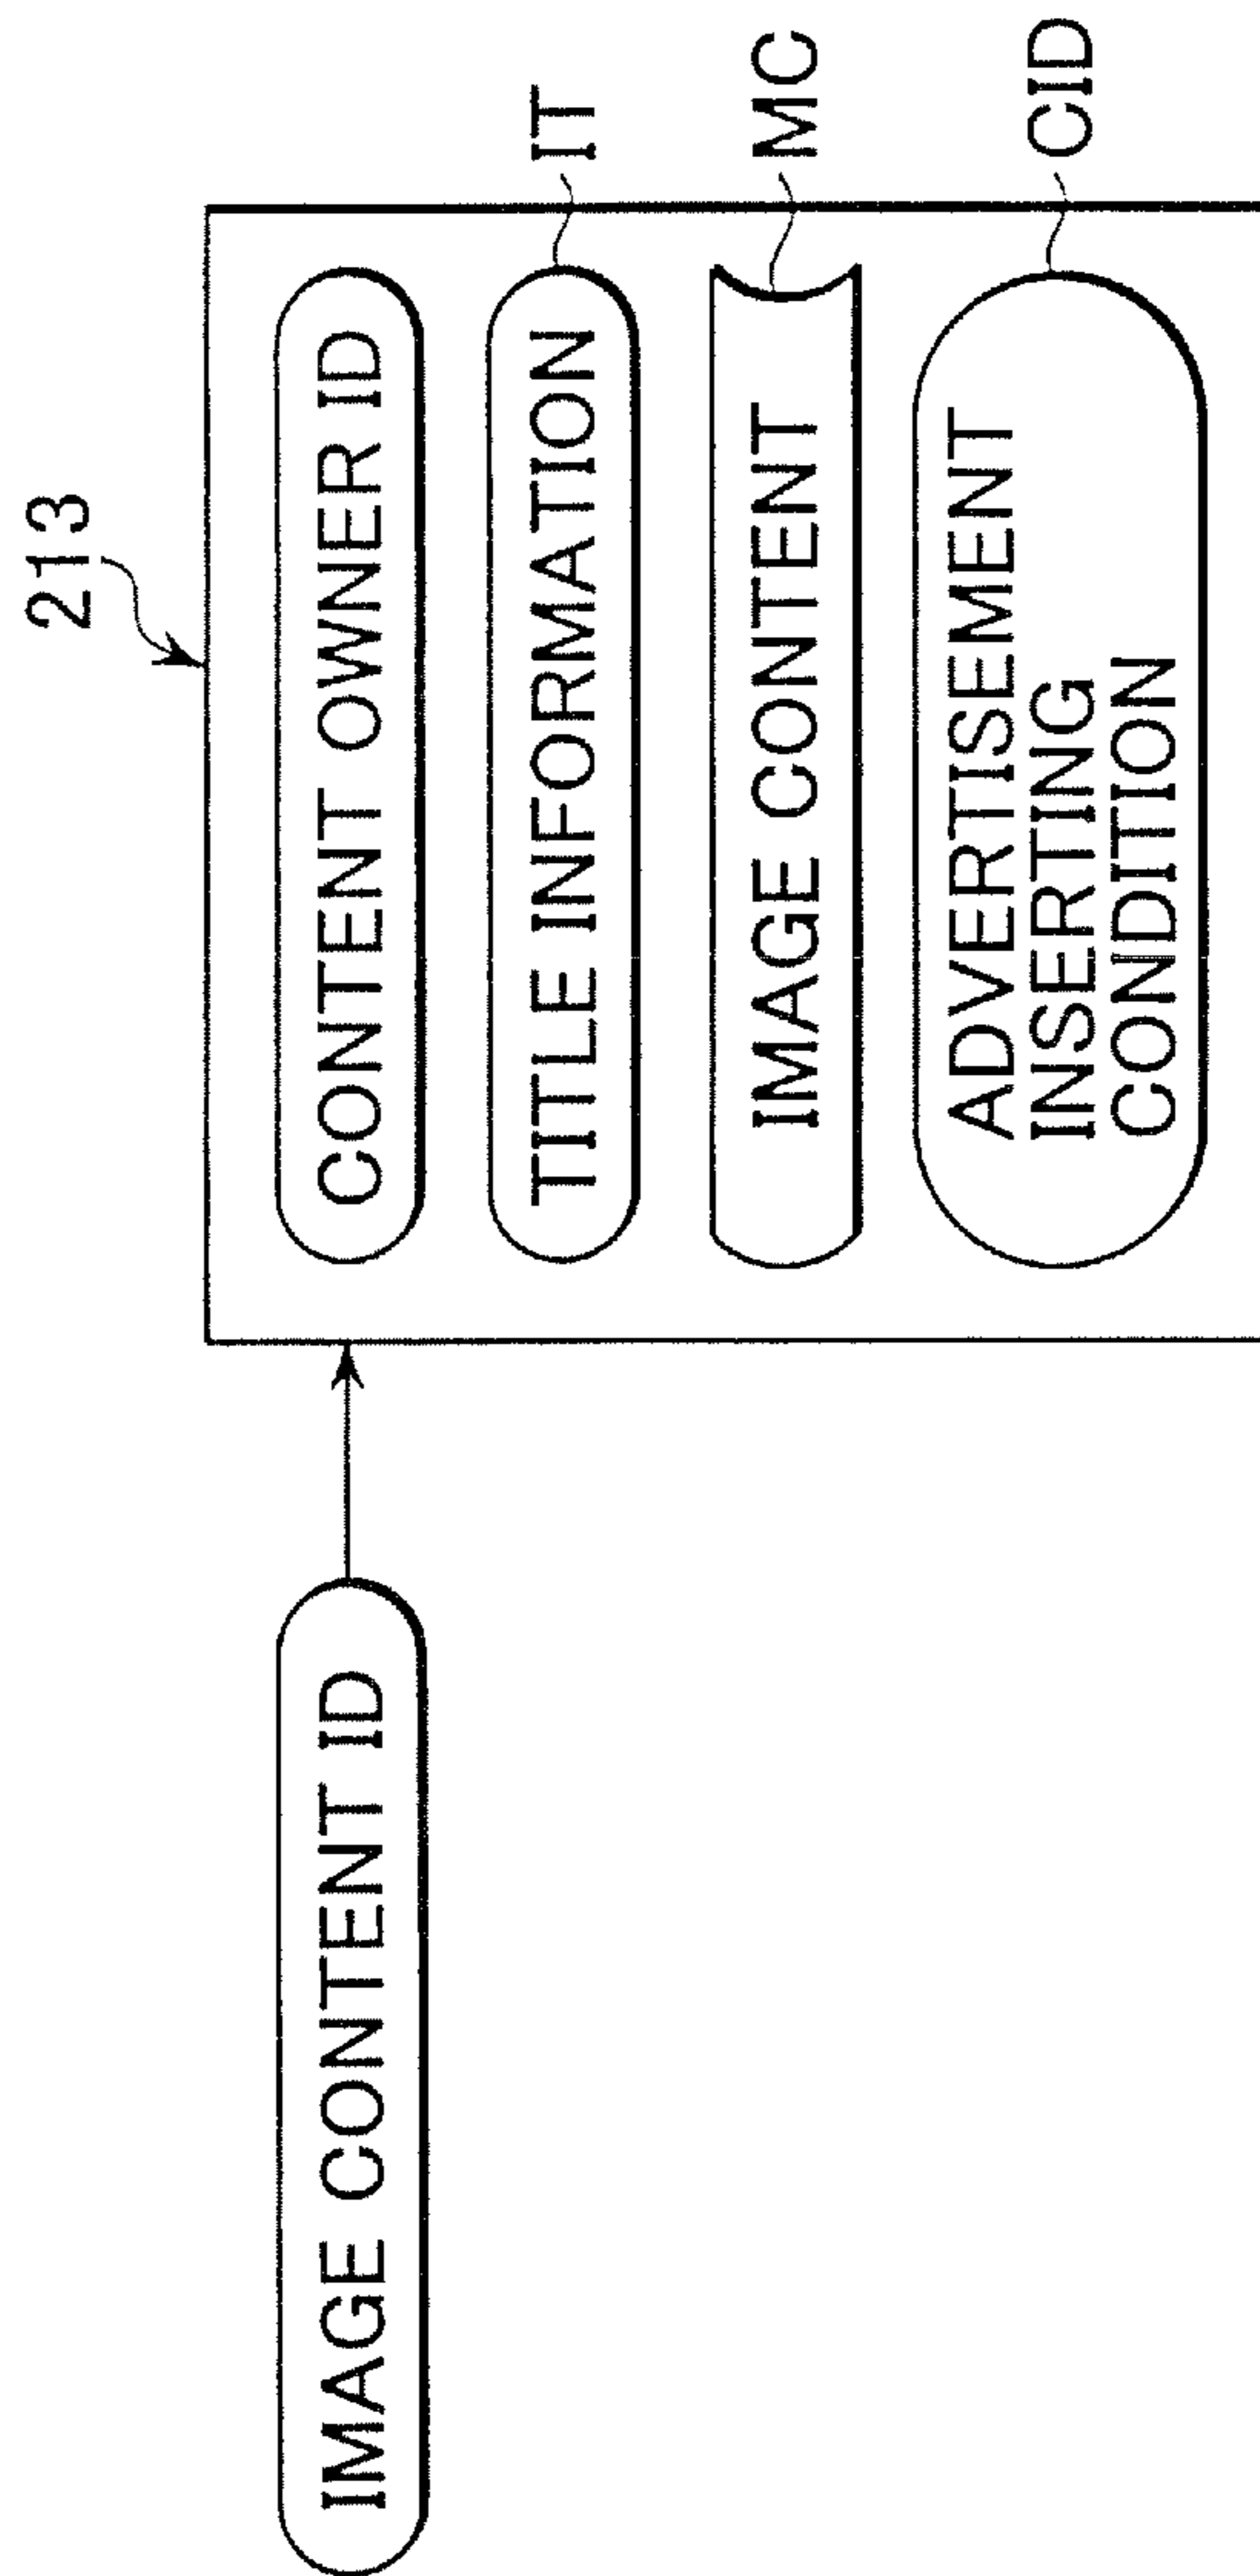 213
IMAGE CONTENT ID
CONTENT OWNER ID
TITLE INFORMATION
IT
IMAGE CONTENT
MC
ADVERTISEMENT
INSERTING
CONDITION
CID